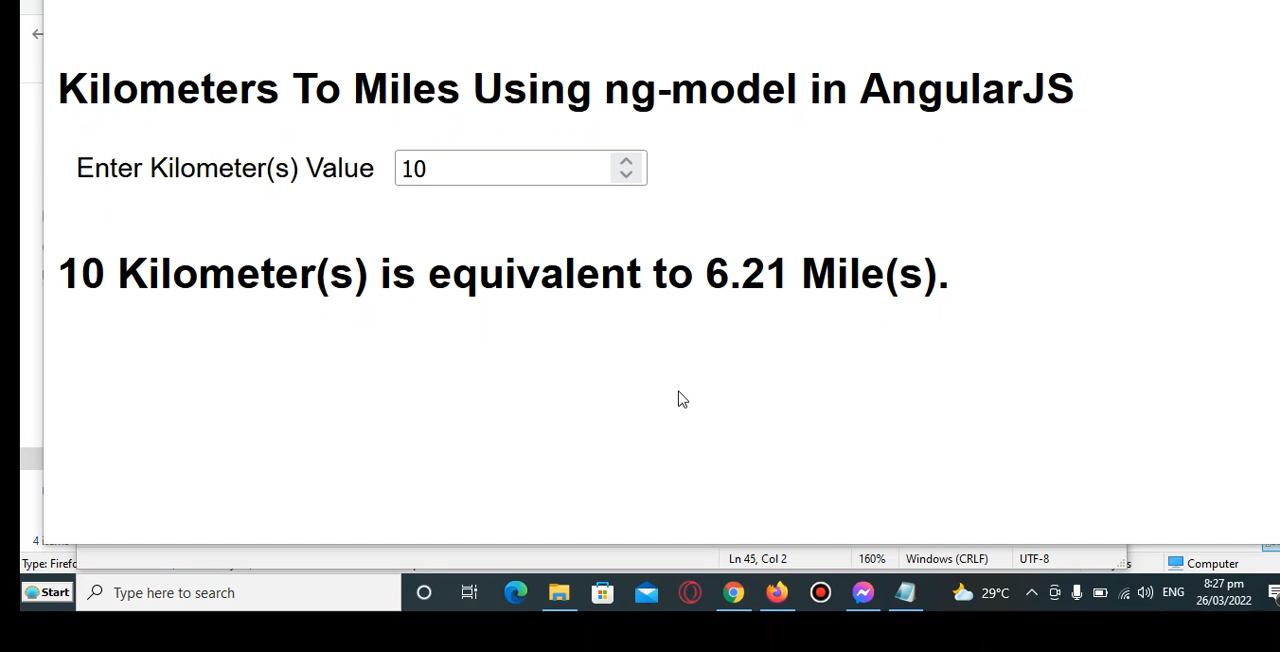 Kilometers To Miles Using ng-model in AngularJS
Enter Kilometer(s) Value 10
10 Kilometer(s) is equivalent to 6.21 Mile(s).
Ln 45, Col 2 160% Windows (CRLF) UTF-8
Type: Firef Computer
Start Type here to search 29°C ENG 8:27 pm
26/03/2022